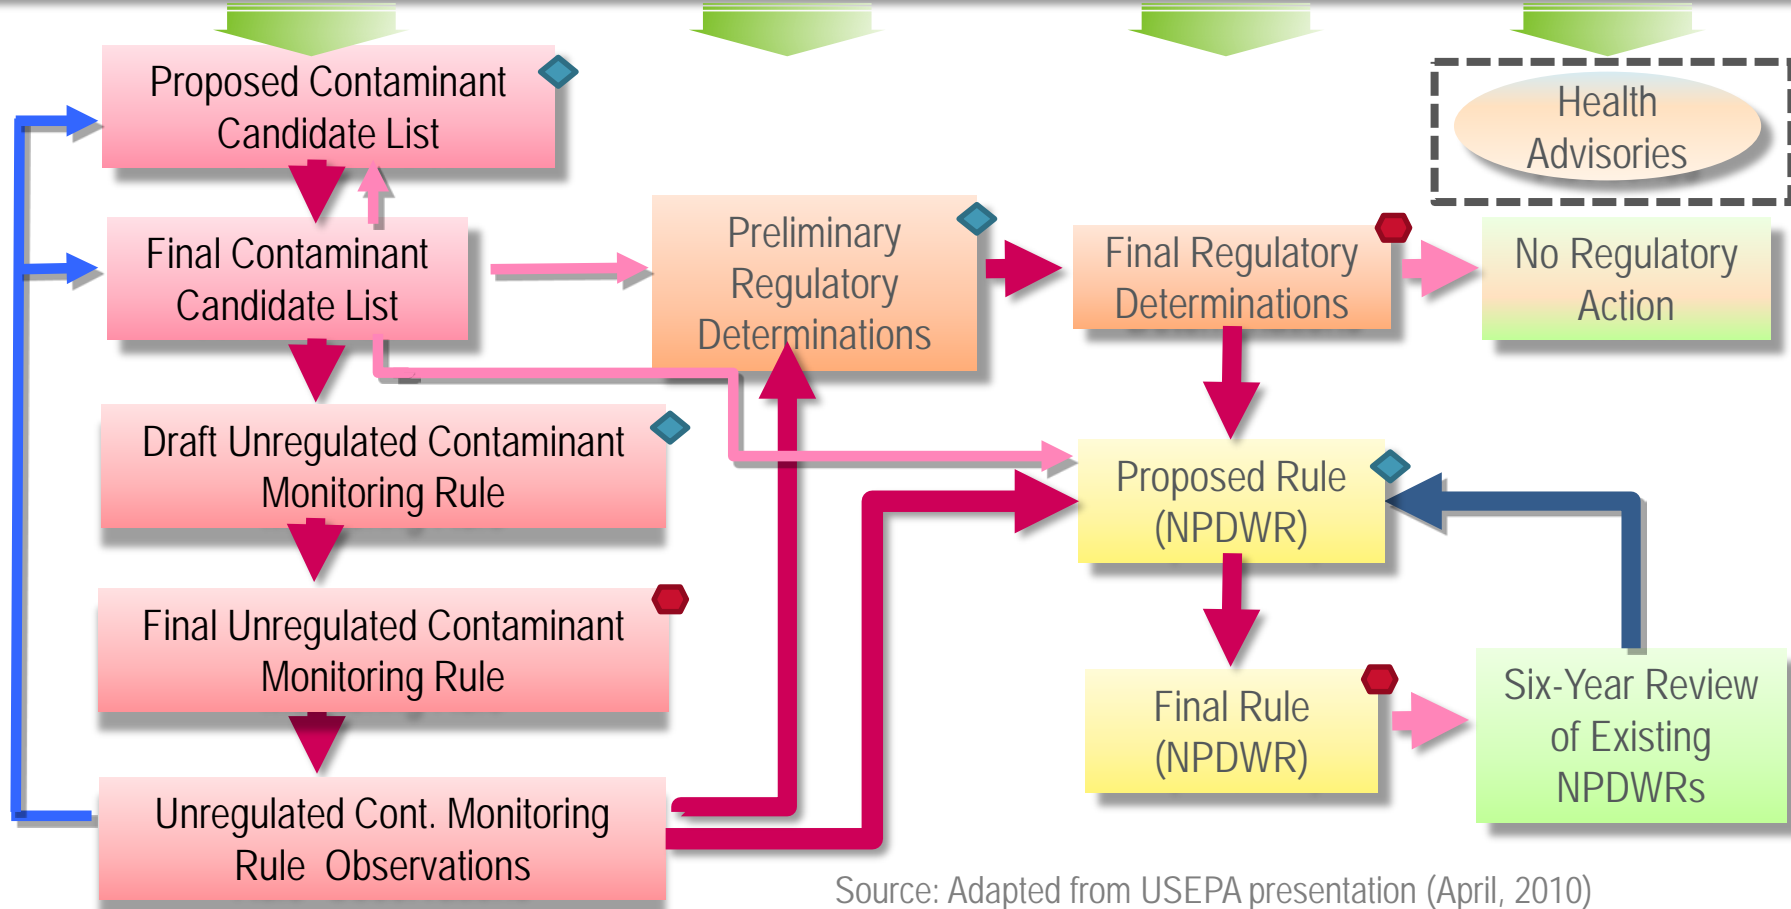 Proposed Contaminant
Candidate List
Health
Advisories
Final Contaminant
Candidate List
Preliminary
Regulatory
Determinations
Final Regulatory
Determinations
No Regulatory
Action
Draft Unregulated Contaminant
Monitoring Rule
Proposed Rule
(NPDWR)
Final Unregulated Contaminant
Monitoring Rule
Final Rule
(NPDWR)
Six-Year Review
of Existing
NPDWRs
Unregulated Cont. Monitoring
Rule Observations
Source: Adapted from USEPA presentation (April, 2010)